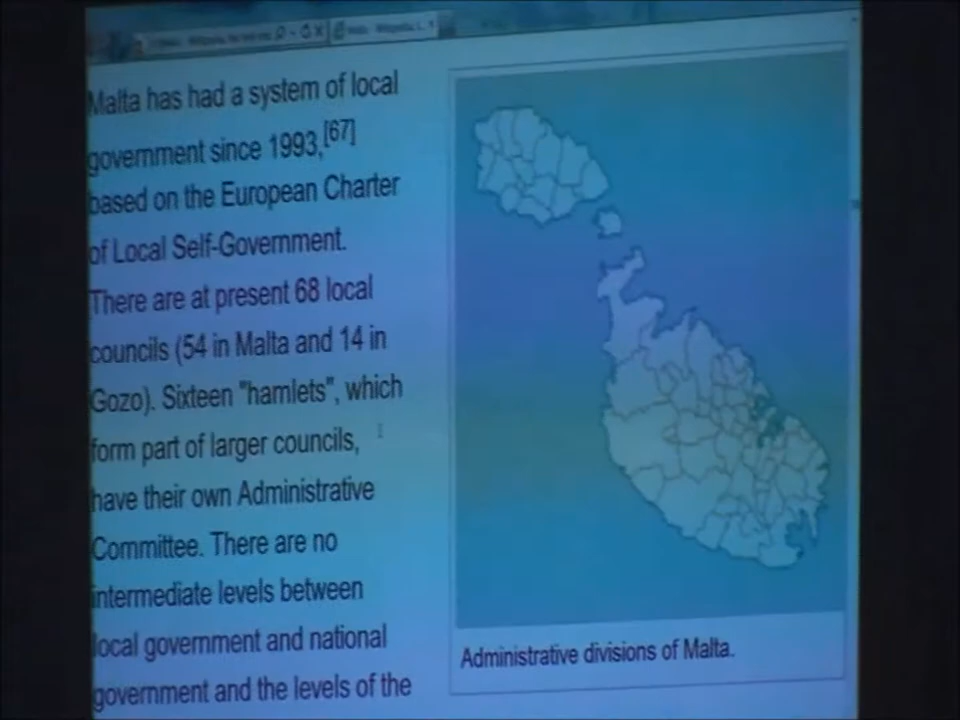 Malta has had a system of local
government since 1993,[67]
based on the European Charter
of Local Self-Government.
There are at present 68 local
councils (54 in Malta and 14 in
Gozo). Sixteen "hamlets", which
form part of larger councils,
have their own Administrative
Committee. There are no
intermediate levels between
local government and national
government and the levels of the
Administrative divisions of Malta.